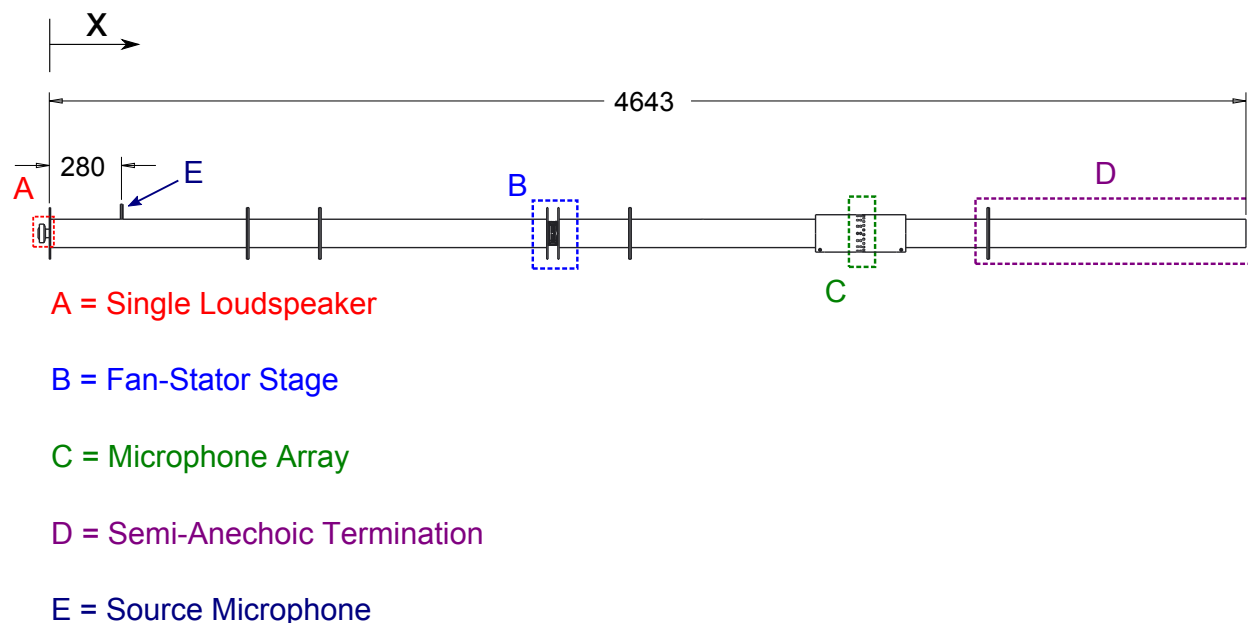 X
4643
280
E
A
B
D
C
A = Single Loudspeaker
B = Fan-Stator Stage
C = Microphone Array
D = Semi-Anechoic Termination
E = Source Microphone